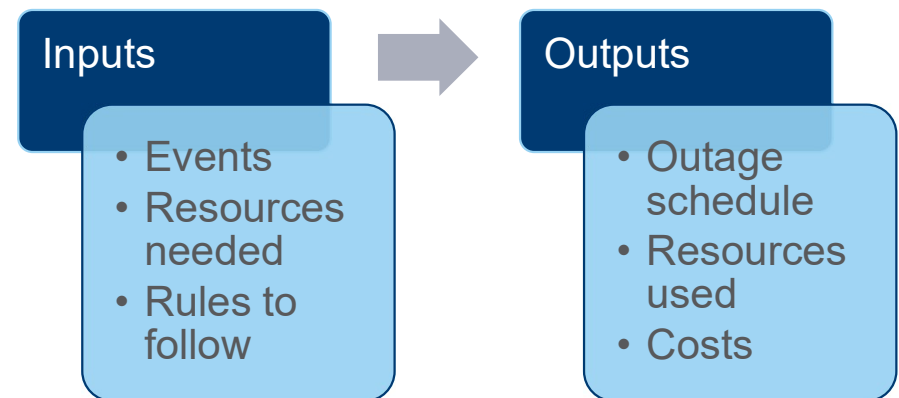 Inputs
• Events
• Resources
needed
• Rules to
follow
Outputs
• Outage
schedule
• Resources
used
• Costs